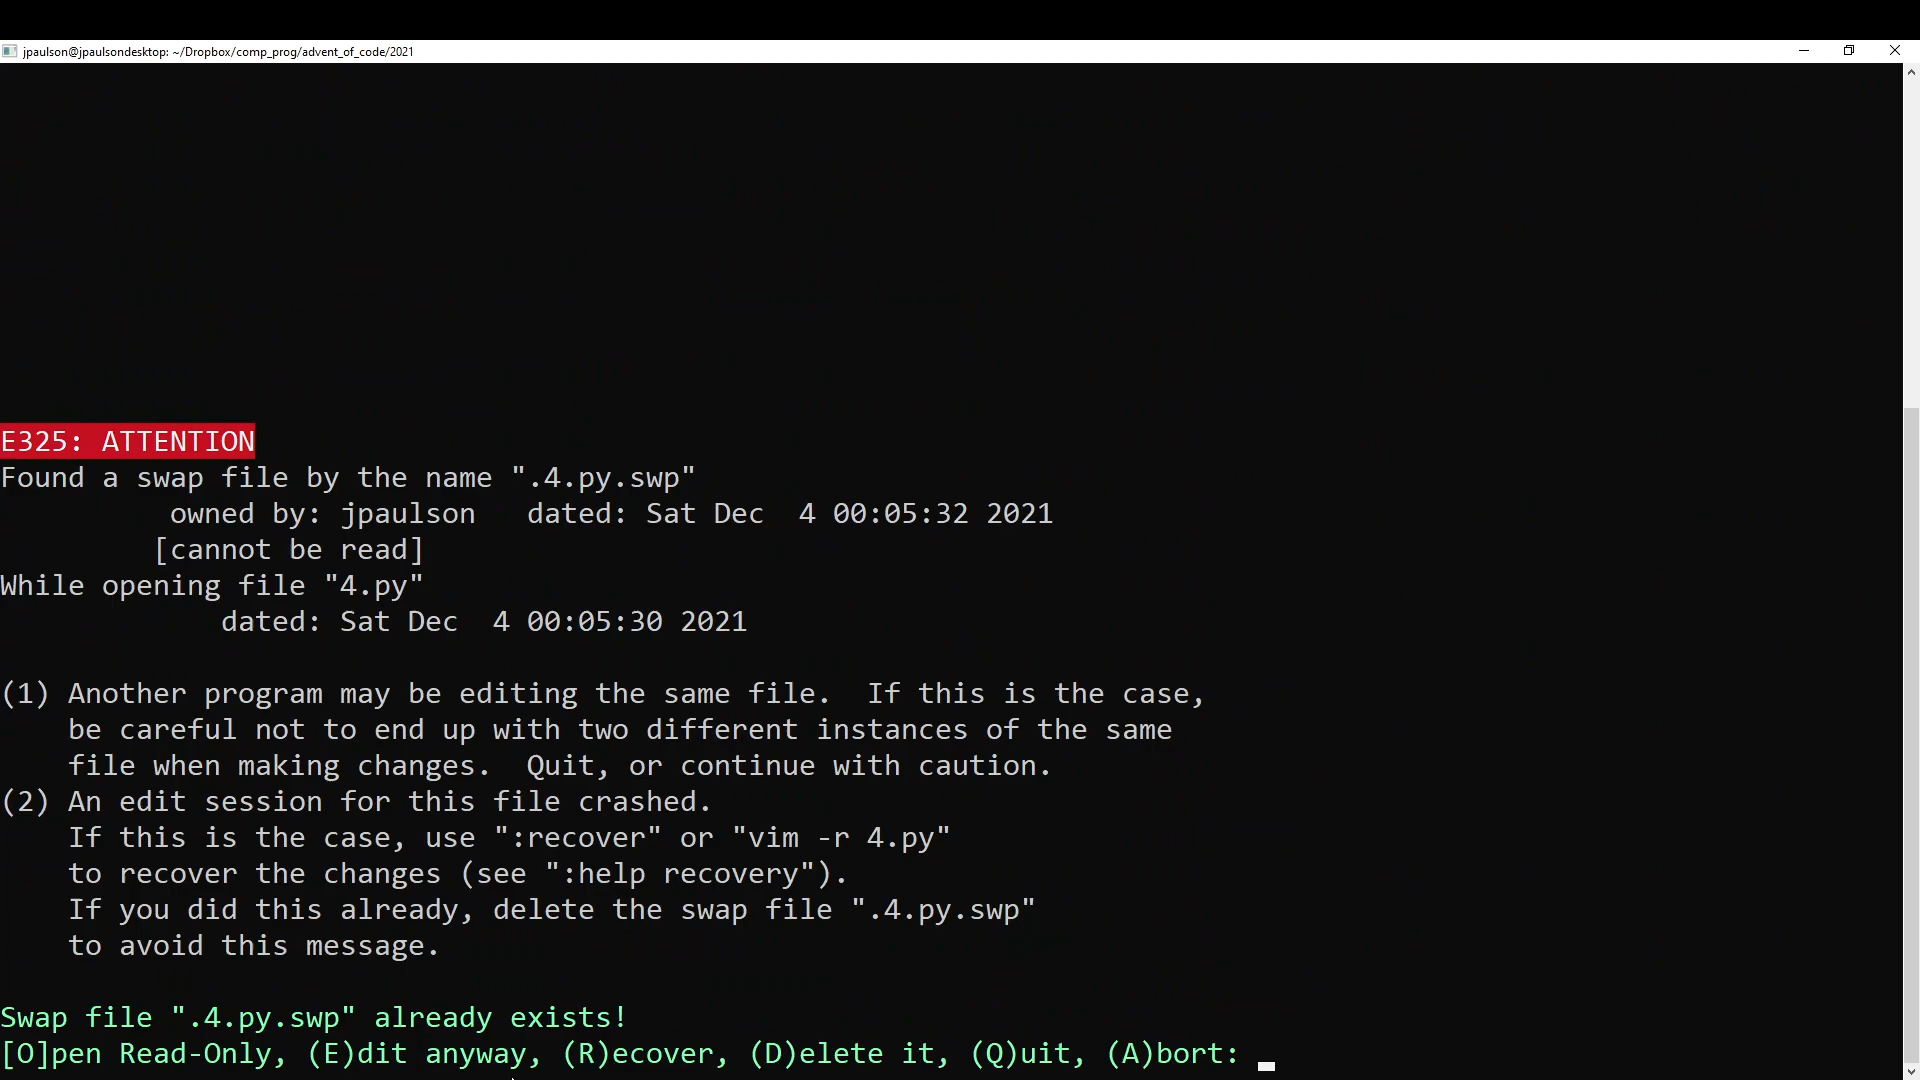 jpaulson@jpaulsondesktop: ~/Dropbox/comp_prog/advent_of_code/2021
E325: ATTENTION
Found a swap file by the name ".4.py.swp"
owned by: jpaulson   dated: Sat Dec  4 00:05:32 2021
[cannot be read]
While opening file "4.py"
dated: Sat Dec  4 00:05:30 2021
(1) Another program may be editing the same file.  If this is the case,
be careful not to end up with two different instances of the same
file when making changes.  Quit, or continue with caution.
(2) An edit session for this file crashed.
If this is the case, use ":recover" or "vim -r 4.py"
to recover the changes (see ":help recovery").
If you did this already, delete the swap file ".4.py.swp"
to avoid this message.
Swap file ".4.py.swp" already exists!
[O]pen Read-Only, (E)dit anyway, (R)ecover, (D)elete it, (Q)uit, (A)bort: